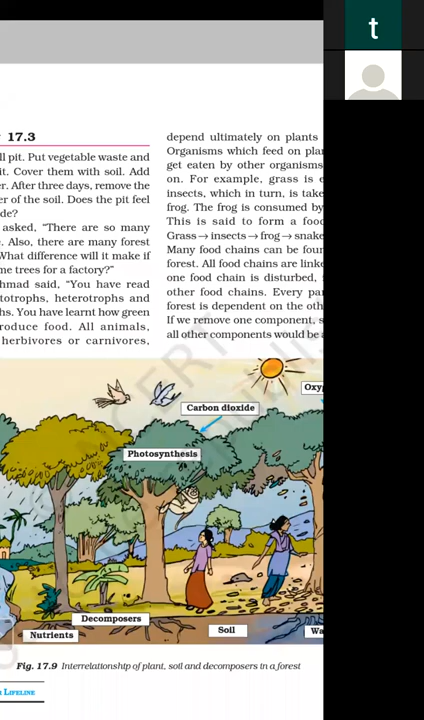 t
17.3
ll pit. Put vegetable waste and
it. Cover them with soil. Add
er. After three days, remove the
er of the soil. Does the pit feel
de?
asked, “There are so many
e. Also, there are many forest
What difference will it make if
me trees for a factory?”
hmad said, “You have read
totrophs, heterotrophs and
hs. You have learnt how green
roduce food. All animals,
herbivores or carnivores,
depend ultimately on plants
Organisms which feed on plan
get eaten by other organisms
on. For example, grass is e
insects, which in turn, is take
frog. The frog is consumed by
This is said to form a food
Grass→insects→frog→snake
Many food chains can be foun
forest. All food chains are linke
one food chain is disturbed,
other food chains. Every par
forest is dependent on the oth
If we remove one component, s
all other components would be a
Oxy
Carbon dioxide
Photosynthesis
Decomposers
Nutrients
Soil
Wa
Fig. 17.9 Interrelationship of plant, soil and decomposers in a forest
R LIFELINE